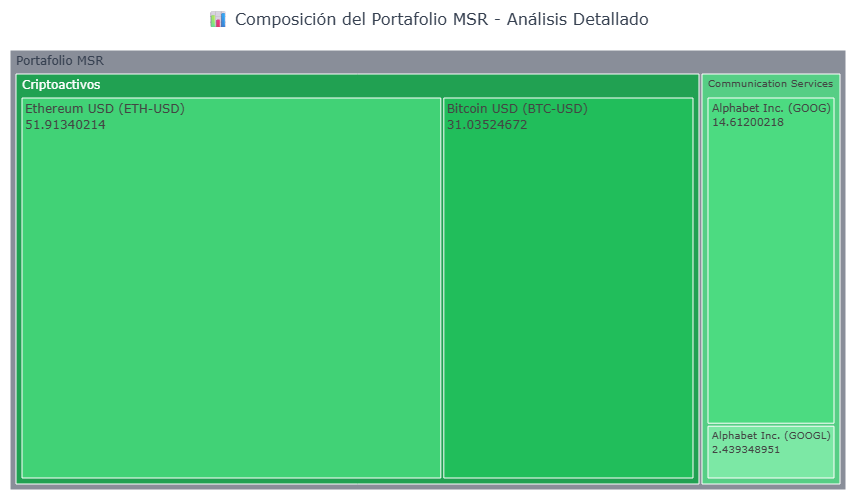 📊 Composición del Portafolio MSR - Análisis Detallado
Portafolio MSR
Criptoactivos
Ethereum USD (ETH-USD)
51.91340214
Bitcoin USD (BTC-USD)
31.03524672
Communication Services
Alphabet Inc. (GOOG)
14.61200218
Alphabet Inc. (GOOGL)
2.439348951